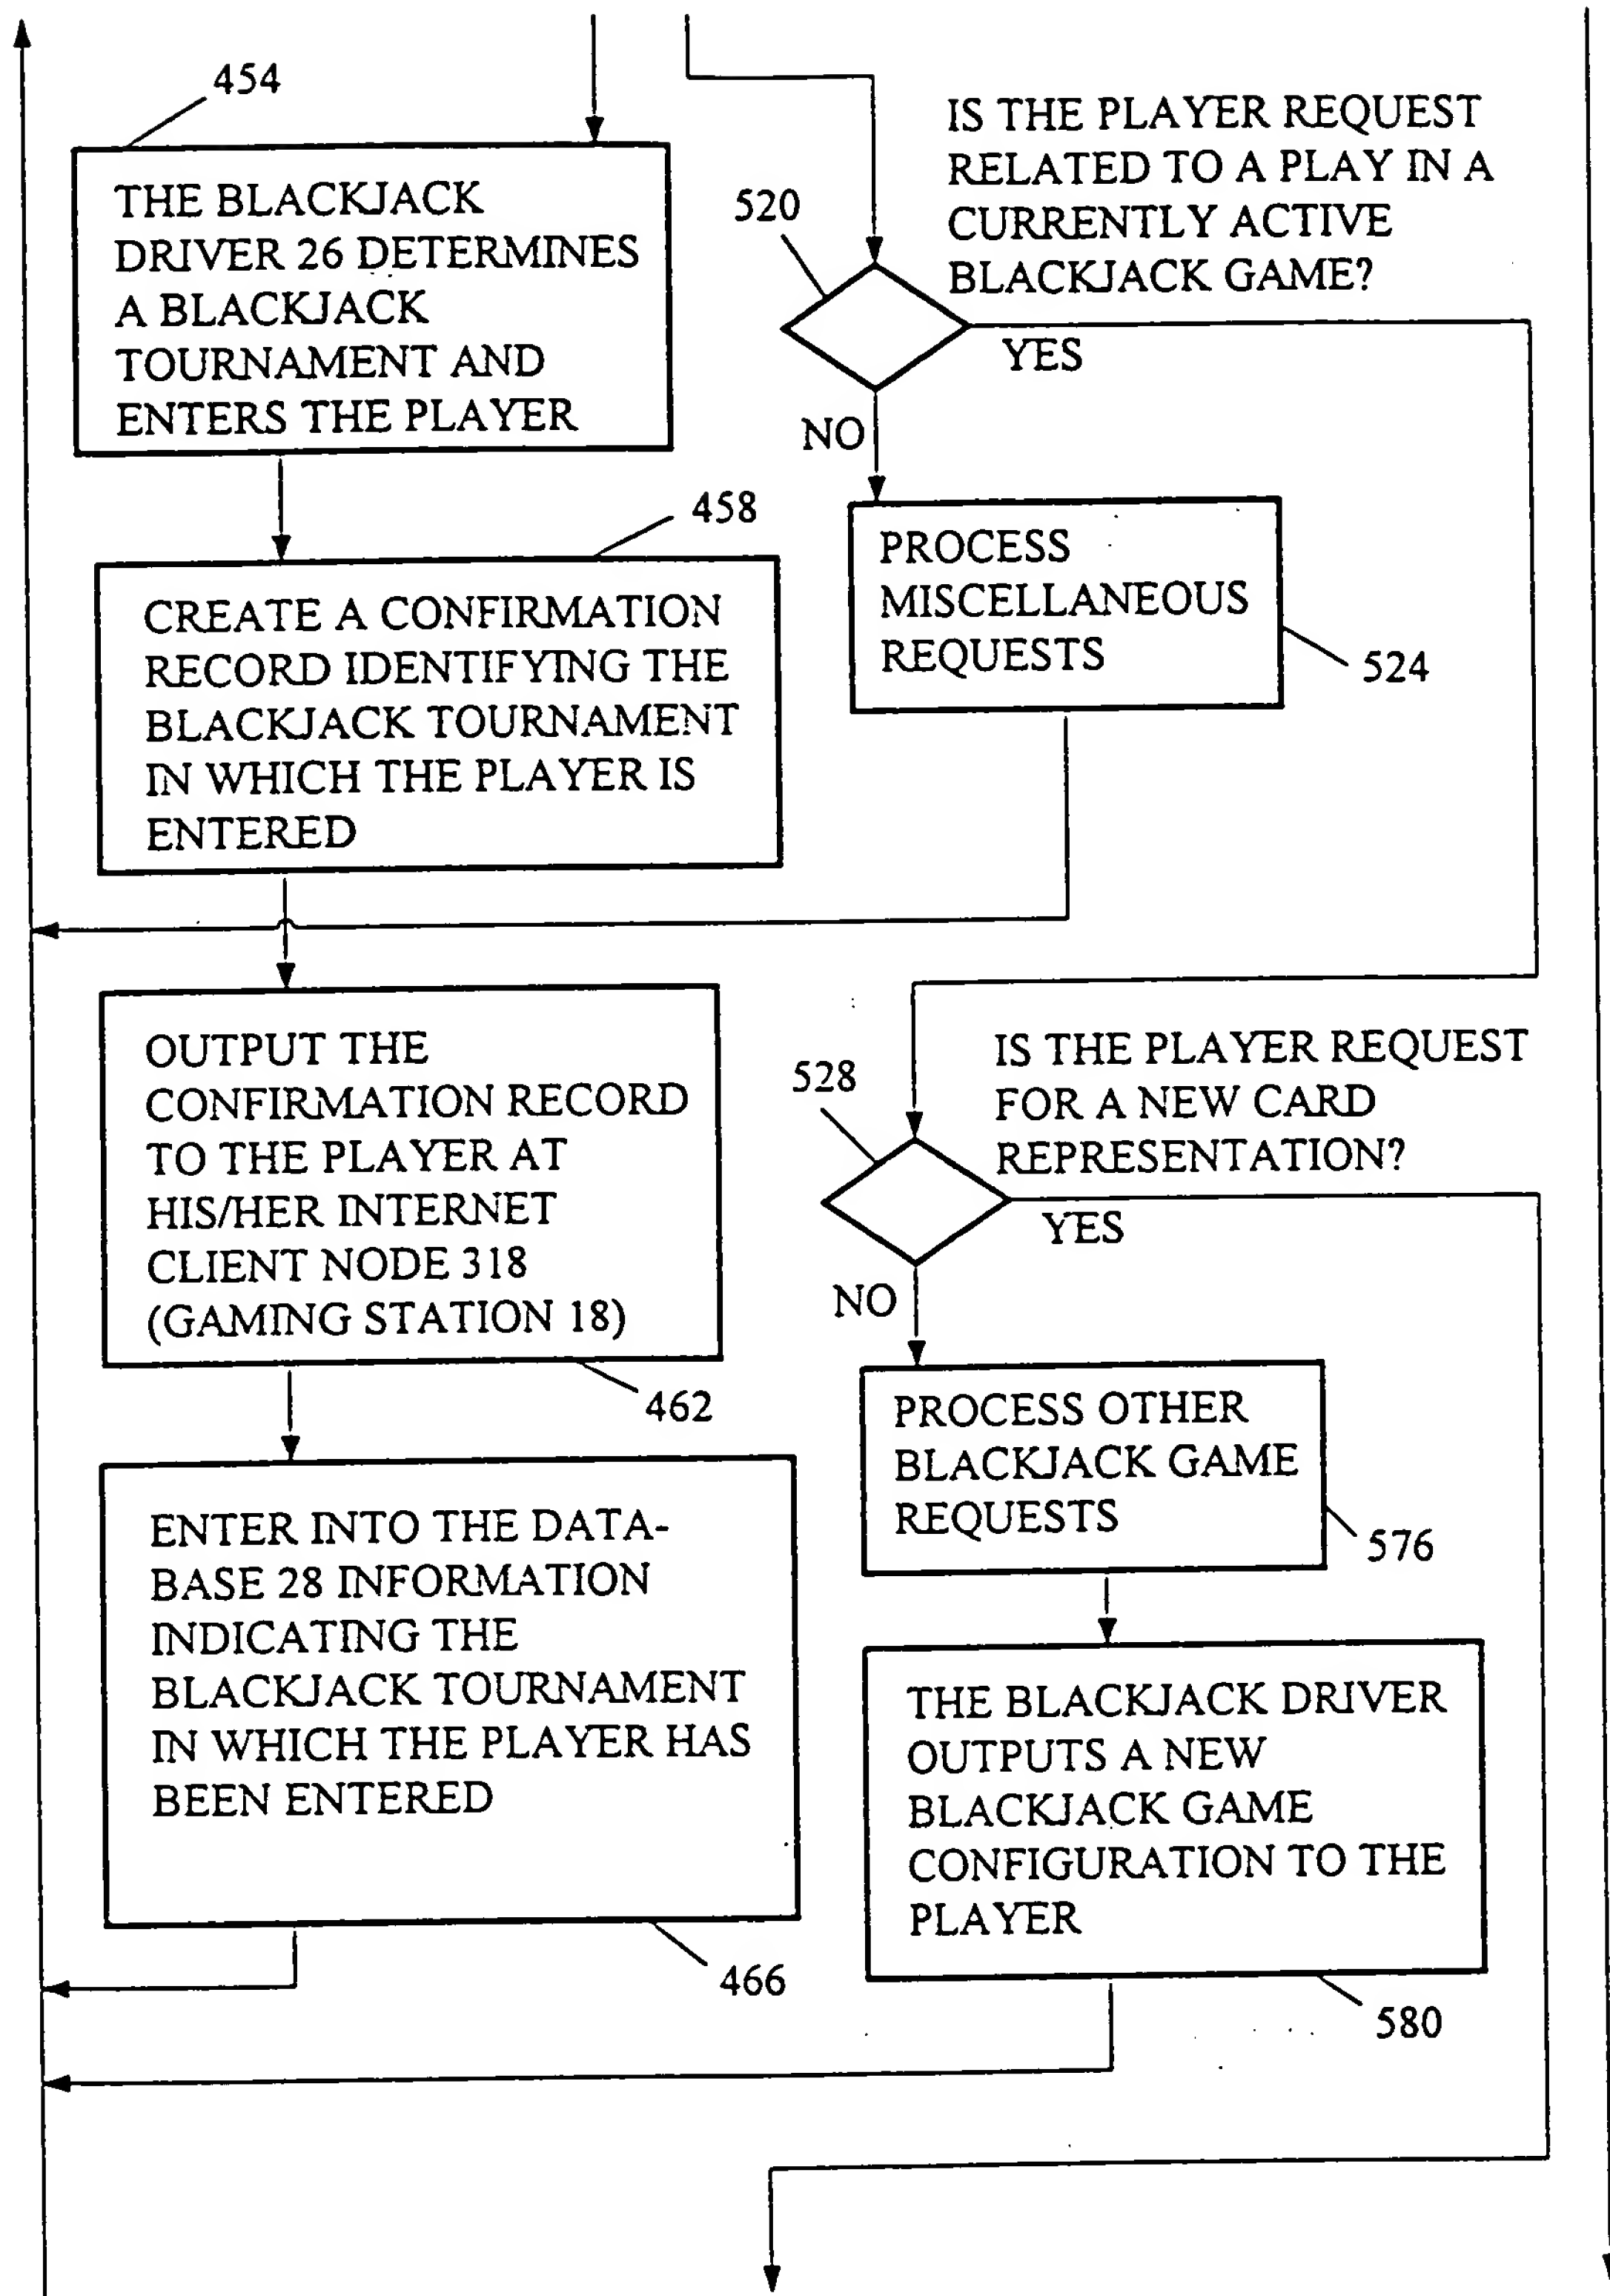 454
THE BLACKJACK
DRIVER 26 DETERMINES
A BLACKJACK
TOURNAMENT AND
ENTERS THE PLAYER
458
CREATE A CONFIRMATION
RECORD IDENTIFYING THE
BLACKJACK TOURNAMENT
IN WHICH THE PLAYER IS
ENTERED
OUTPUT THE
CONFIRMATION RECORD
TO THE PLAYER AT
HIS/HER INTERNET
CLIENT NODE 318
(GAMING STATION 18)
462
ENTER INTO THE DATA-
BASE 28 INFORMATION
INDICATING THE
BLACKJACK TOURNAMENT
IN WHICH THE PLAYER HAS
BEEN ENTERED
466
IS THE PLAYER REQUEST
RELATED TO A PLAY IN A
CURRENTLY ACTIVE
BLACKJACK GAME?
520
YES
NO
PROCESS
MISCELLANEOUS
REQUESTS
524
IS THE PLAYER REQUEST
FOR A NEW CARD
REPRESENTATION?
528
YES
NO
PROCESS OTHER
BLACKJACK GAME
REQUESTS
576
THE BLACKJACK DRIVER
OUTPUTS A NEW
BLACKJACK GAME
CONFIGURATION TO THE
PLAYER
580